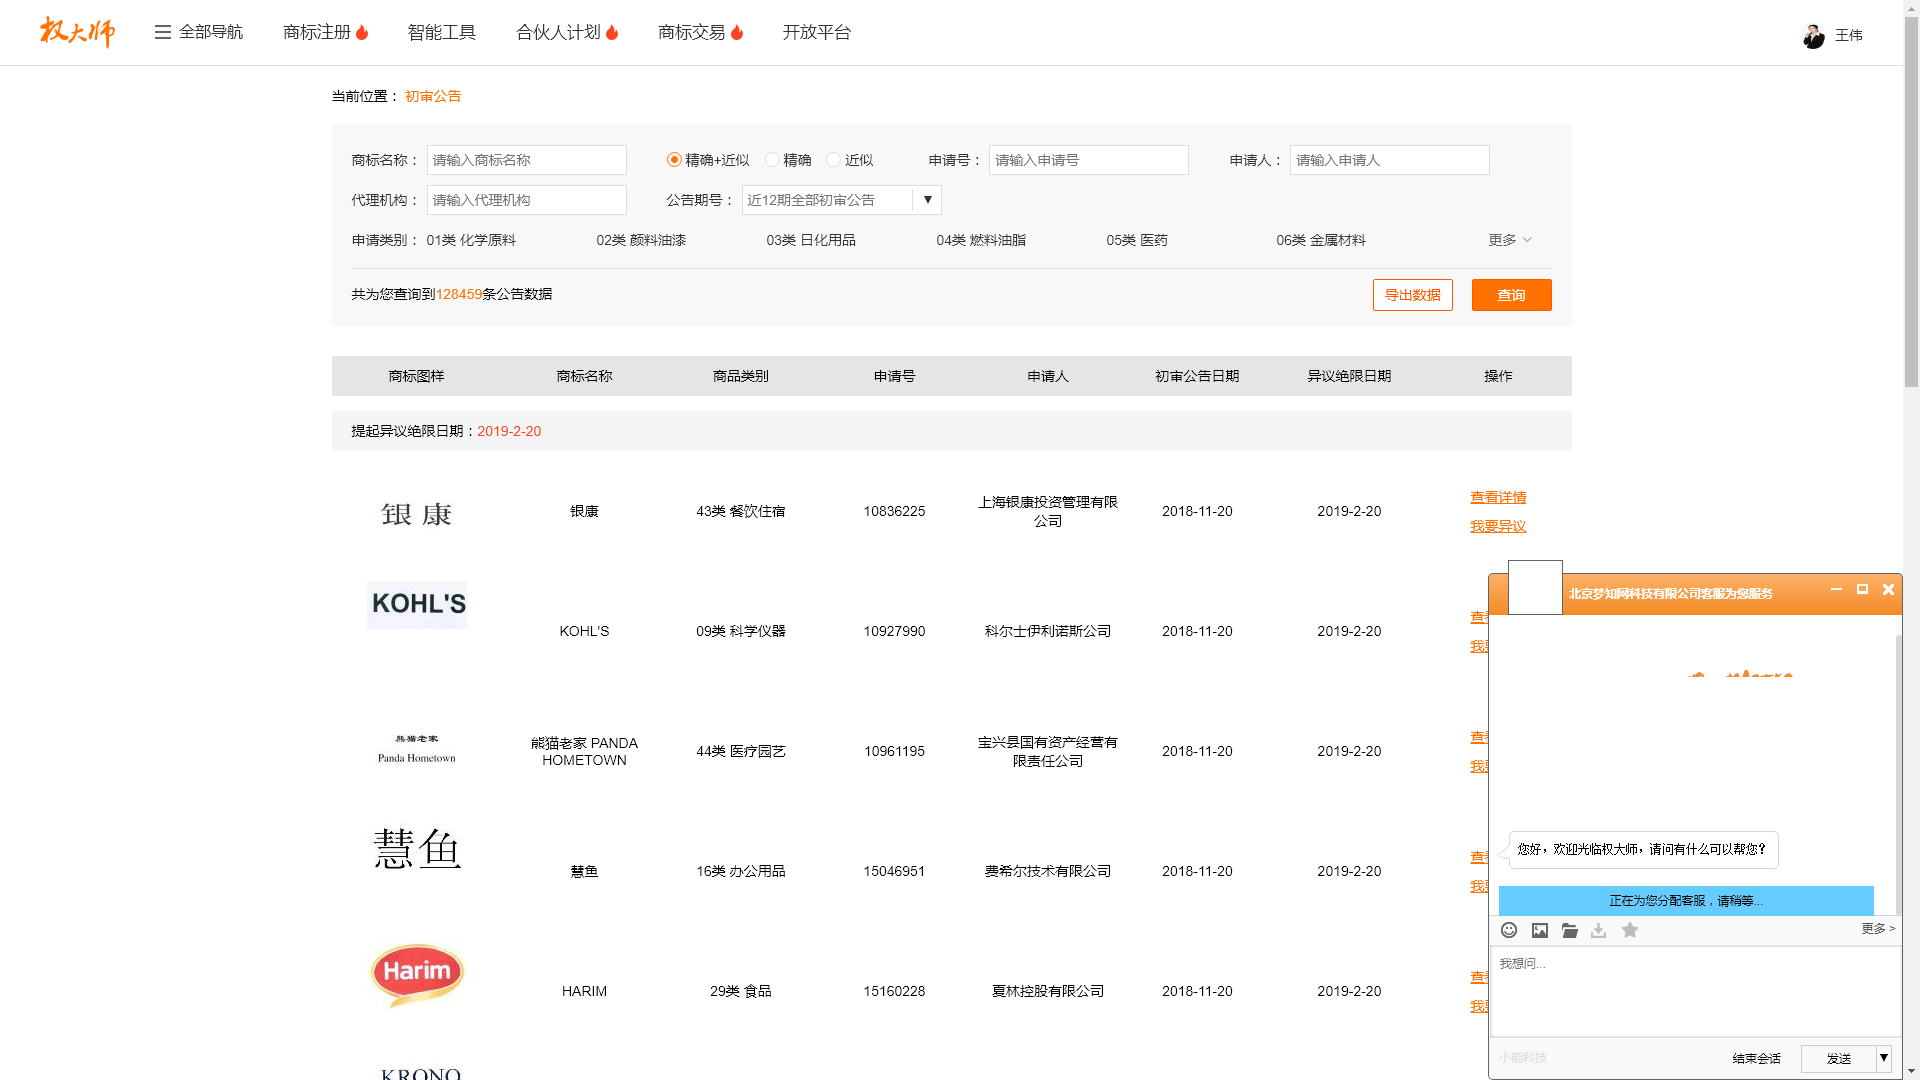 权大师
全部导航 商标注册 智能工具 合伙人计划 商标交易 开放平台 王伟
当前位置： 初审公告
商标名称： 请输入商标名称 精确+近似 精确 近似 申请号： 请输入申请号 申请人： 请输入申请人
代理机构： 请输入代理机构 公告期号： 近12期全部初审公告
申请类别： 01类 化学原料 02类 颜料油漆 03类 日化用品 04类 燃料油脂 05类 医药 06类 金属材料 更多
共为您查询到128459条公告数据 导出数据 查询
商标图样 商标名称 商品类别 申请号 申请人 初审公告日期 异议绝限日期 操作
提起异议绝限日期：2019-2-20
银康 银康 43类 餐饮住宿 10836225 上海银康投资管理有限公司 2018-11-20 2019-2-20 查看详情
我要异议
KOHL'S KOHL'S 09类 科学仪器 10927990 科尔士伊利诺斯公司 2018-11-20 2019-2-20
熊猫老家 Panda Hometown 熊猫老家 PANDA HOMETOWN 44类 医疗园艺 10961195 宝兴县国有资产经营有限责任公司 2018-11-20 2019-2-20
慧鱼 慧鱼 16类 办公用品 15046951 费希尔技术有限公司 2018-11-20 2019-2-20
Harim HARIM 29类 食品 15160228 夏林控股有限公司 2018-11-20 2019-2-20
KRONO
北京梦知网科技有限公司客服为您服务
您好，欢迎光临权大师，请问有什么可以帮您？
正在为您分配客服，请稍等...
更多 >
我想问...
小能科技 结束会话 发送